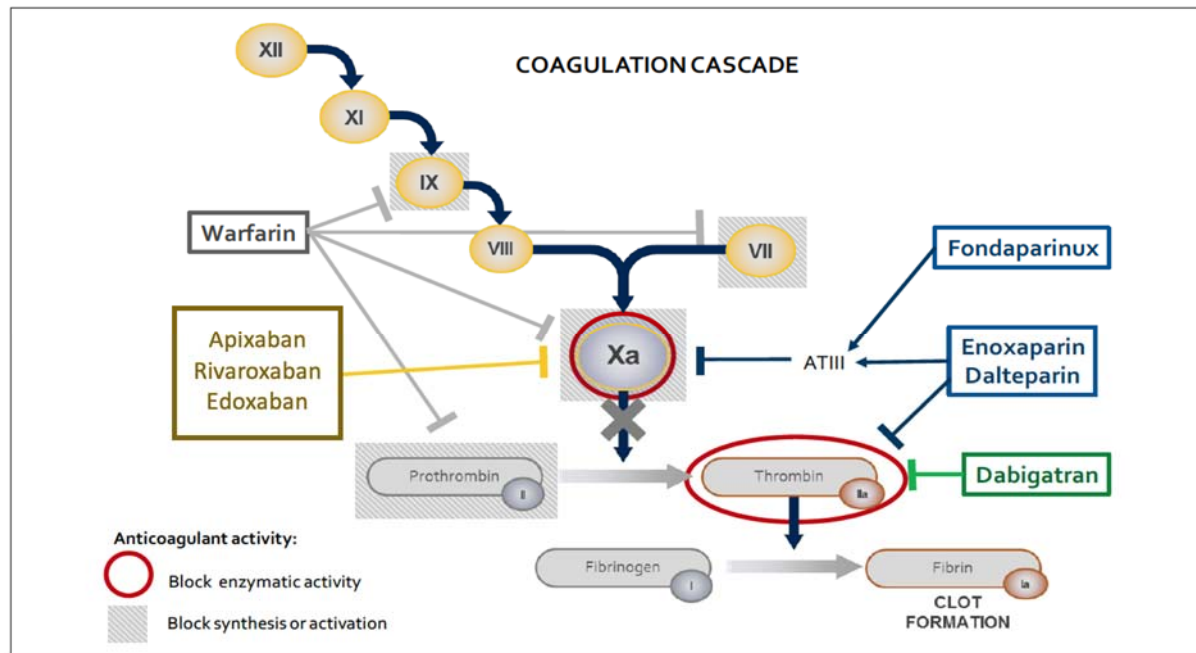 COAGULATION CASCADE
XII
XI
IX
VIII
VII
Warfarin
Fondaparinux
Apixaban
Rivaroxaban
Edoxaban
Xa
ATIII
Enoxaparin
Dalteparin
Prothrombin
II
Thrombin
IIa
Dabigatran
Anticoagulant activity:
Block enzymatic activity
Block synthesis or activation
Fibrinogen
I
Fibrin
Ia
CLOT
FORMATION